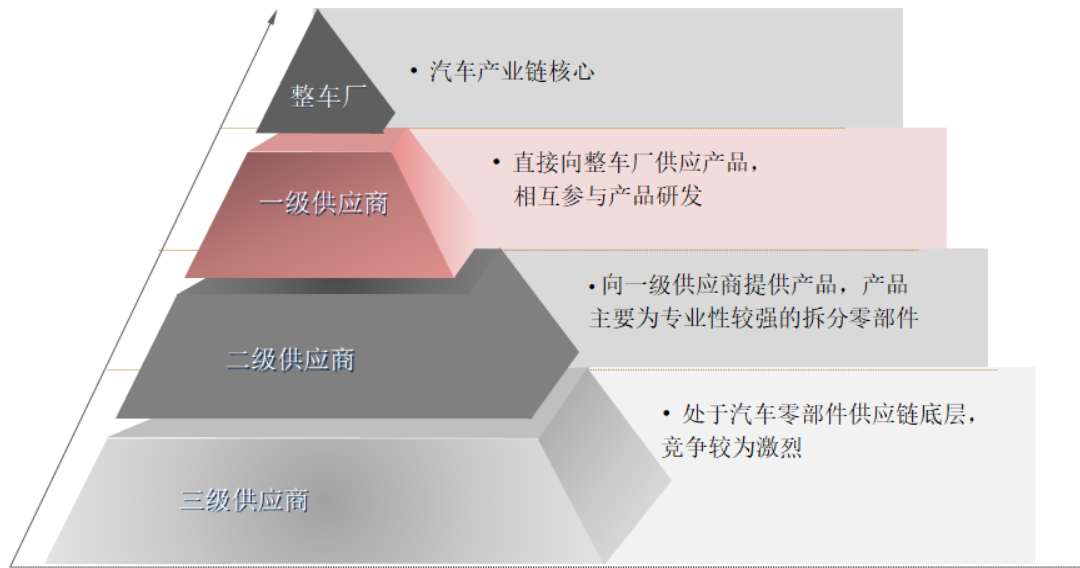 整车厂
• 汽车产业链核心
一级供应商
• 直接向整车厂供应产品，
相互参与产品研发
二级供应商
• 向一级供应商提供产品，产品
主要为专业性较强的拆分零部件
三级供应商
• 处于汽车零部件供应链底层，
竞争较为激烈